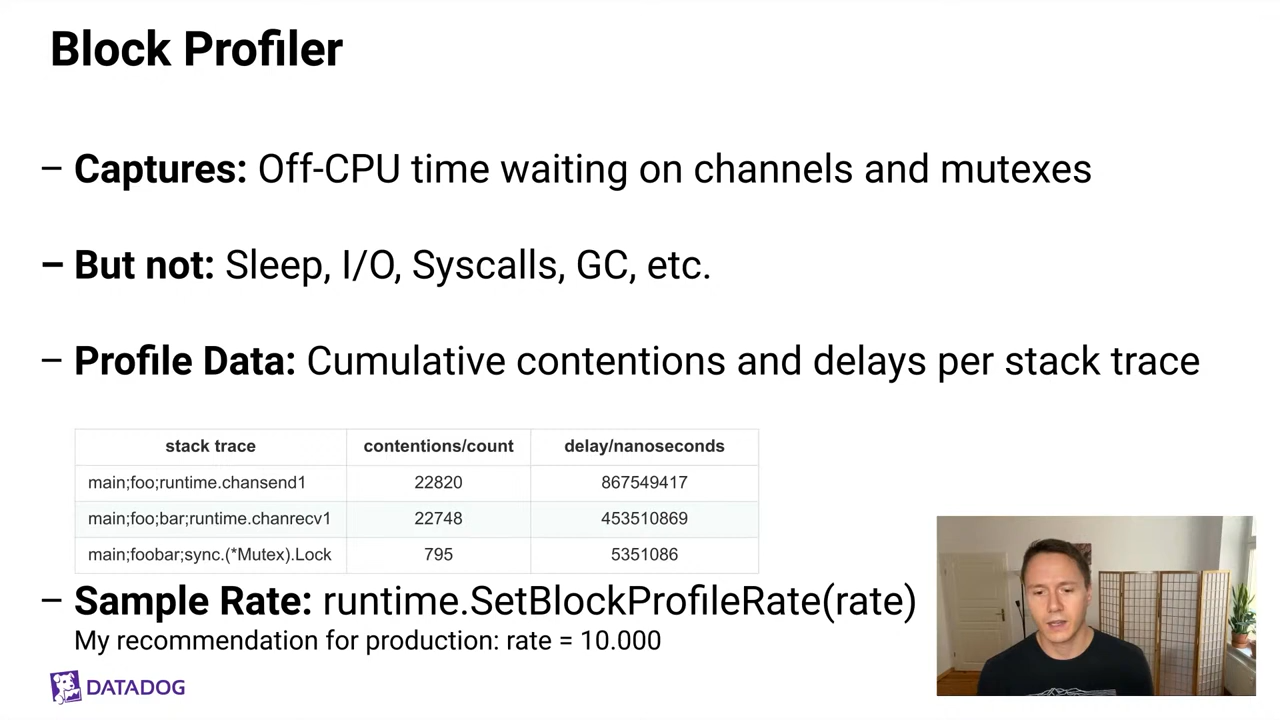 Block Profiler
– Captures: Off-CPU time waiting on channels and mutexes
– But not: Sleep, I/O, Syscalls, GC, etc.
– Profile Data: Cumulative contentions and delays per stack trace
stack trace contentions/count delay/nanoseconds
main;foo;runtime.chansend1 22820 867549417
main;foo;bar;runtime.chanrecv1 22748 453510869
main;foobar;sync.(*Mutex).Lock 795 5351086
– Sample Rate: runtime.SetBlockProfileRate(rate)
My recommendation for production: rate = 10.000
DATADOG